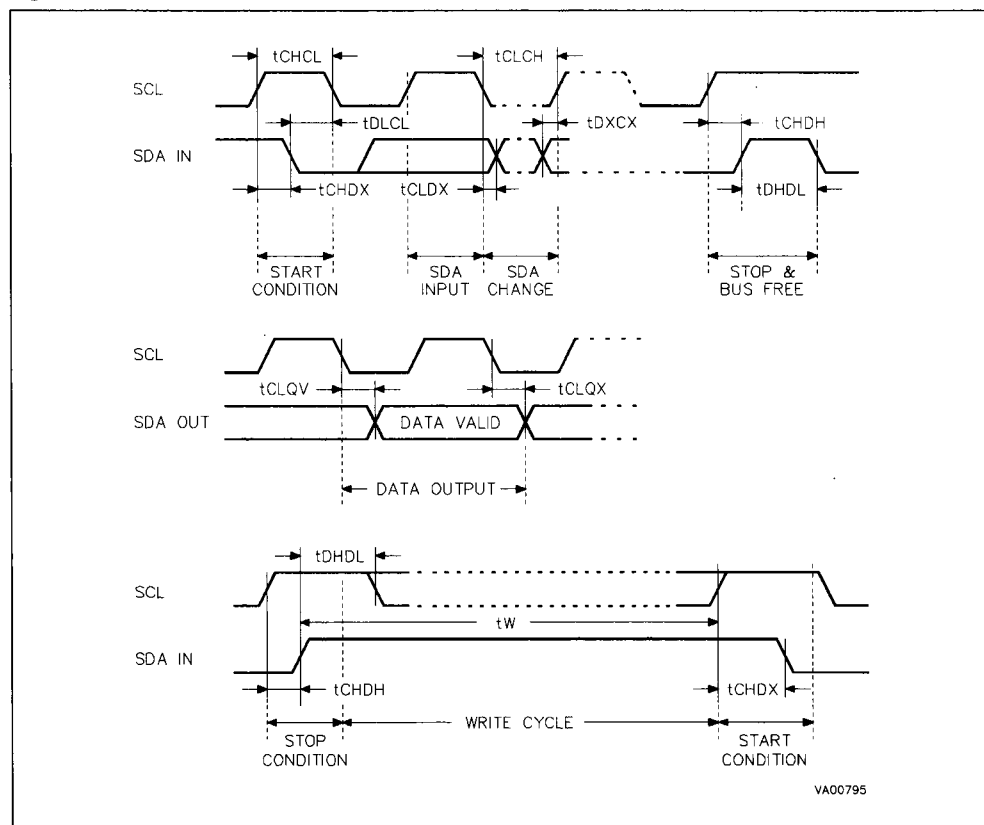 tCHCL
tCLCH
SCL
tDLCL
tDXCX
tCHDH
SDA IN
tCHDX
tCLDX
tDHDL
START
CONDITION
SDA
INPUT
SDA
CHANGE
STOP &
BUS FREE
SCL
tCLQV
tCLQX
SDA OUT
DATA VALID
DATA OUTPUT
tDHDL
SCL
tW
SDA IN
tCHDH
tCHDX
WRITE CYCLE
STOP
CONDITION
START
CONDITION
VA00795